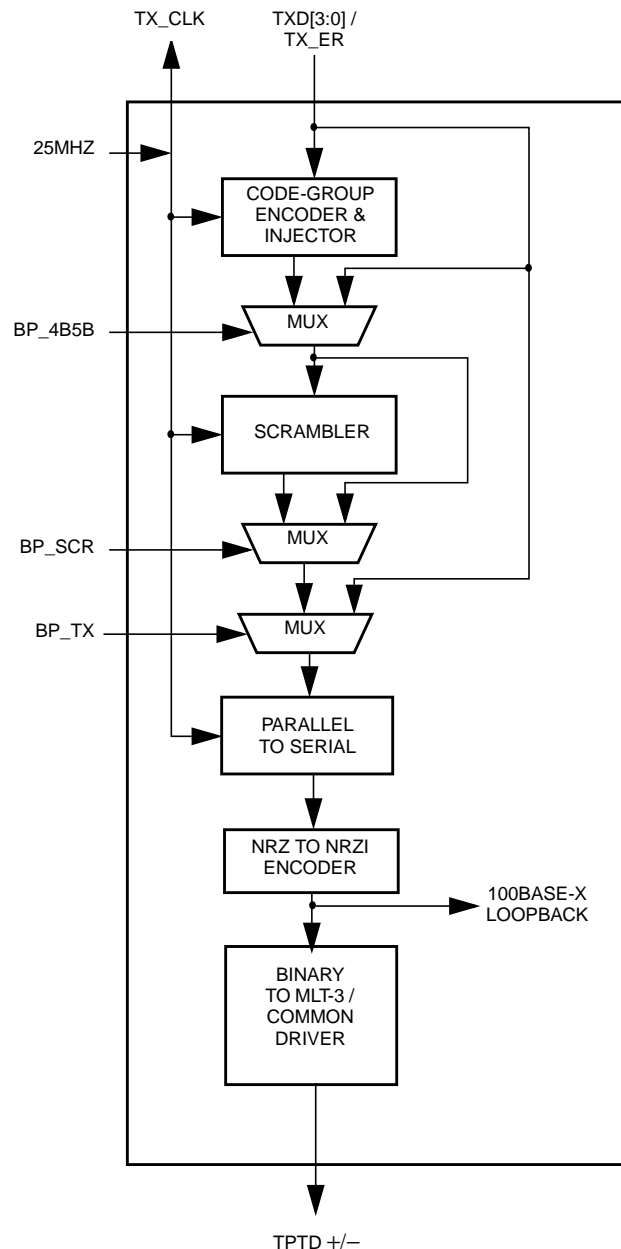 TX_CLK
TXD[3:0] /
TX_ER
25MHZ
CODE-GROUP
ENCODER &
INJECTOR
MUX
BP_4B5B
SCRAMBLER
MUX
BP_SCR
MUX
BP_TX
PARALLEL
TO SERIAL
NRZ TO NRZI
ENCODER
100BASE-X
LOOPBACK
BINARY
TO MLT-3 /
COMMON
DRIVER
TPTD +/−